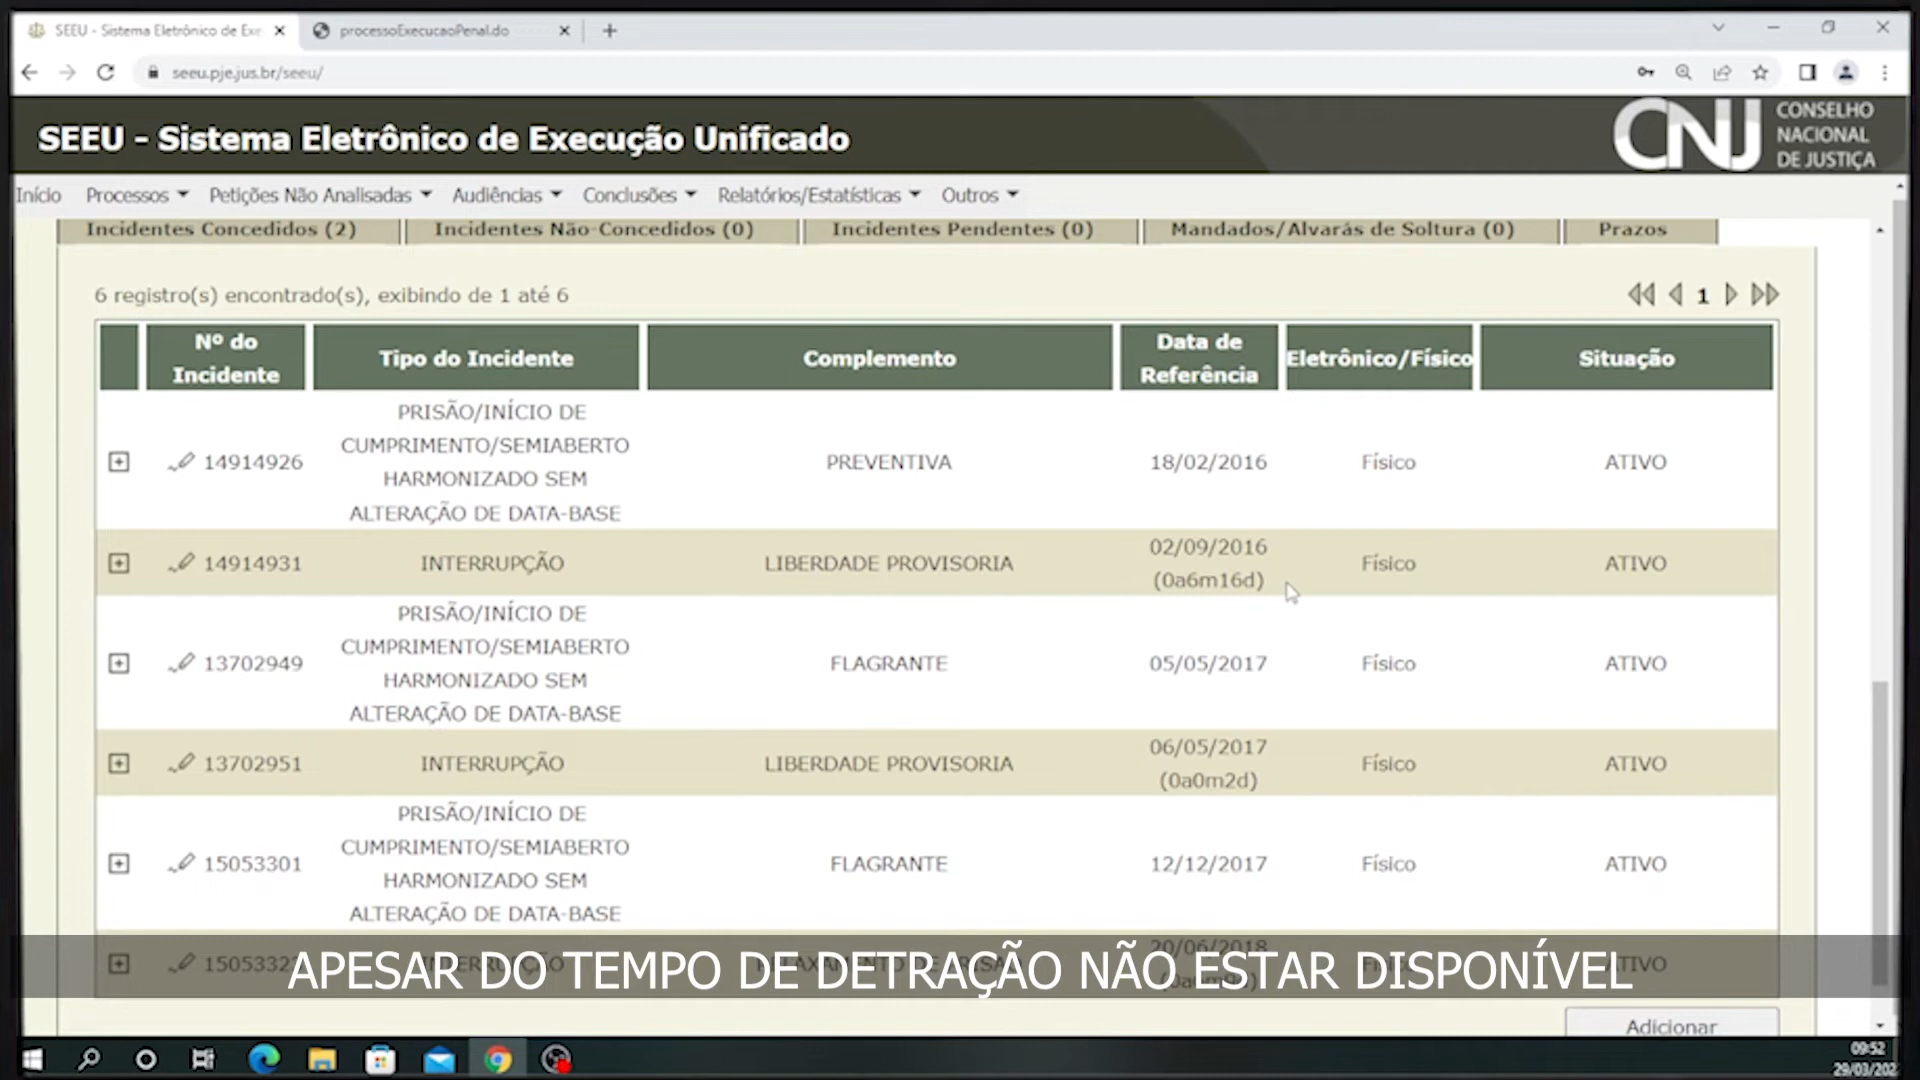 SEEU - Sistema Eletrônico de Exe
processoExecucaoPenal.do
seeu.pje.jus.br/seeu/
SEEU - Sistema Eletrônico de Execução Unificado
CNJ CONSELHO
NACIONAL
DE JUSTIÇA
Início Processos Petições Não Analisadas Audiências Conclusões Relatórios/Estatísticas Outros
Incidentes Concedidos (2) Incidentes Não-Concedidos (0) Incidentes Pendentes (0) Mandados/Alvarás de Soltura (0) Prazos
6 registro(s) encontrado(s), exibindo de 1 até 6 1
Nº do
Incidente
Tipo do Incidente
Complemento
Data de
Referência
Eletrônico/Físico
Situação
14914926
PRISÃO/INÍCIO DE
CUMPRIMENTO/SEMIABERTO
HARMONIZADO SEM
ALTERAÇÃO DE DATA-BASE
PREVENTIVA 18/02/2016 Físico ATIVO
14914931 INTERRUPÇÃO LIBERDADE PROVISORIA
02/09/2016
(0a6m16d)
Físico ATIVO
13702949
PRISÃO/INÍCIO DE
CUMPRIMENTO/SEMIABERTO
HARMONIZADO SEM
ALTERAÇÃO DE DATA-BASE
FLAGRANTE 05/05/2017 Físico ATIVO
13702951 INTERRUPÇÃO LIBERDADE PROVISORIA
06/05/2017
(0a0m2d)
Físico ATIVO
15053301
PRISÃO/INÍCIO DE
CUMPRIMENTO/SEMIABERTO
HARMONIZADO SEM
ALTERAÇÃO DE DATA-BASE
FLAGRANTE 12/12/2017 Físico ATIVO
20/06/2018
APESAR DO TEMPO DE DETRAÇÃO NÃO ESTAR DISPONÍVEL
Adicionar
09:52